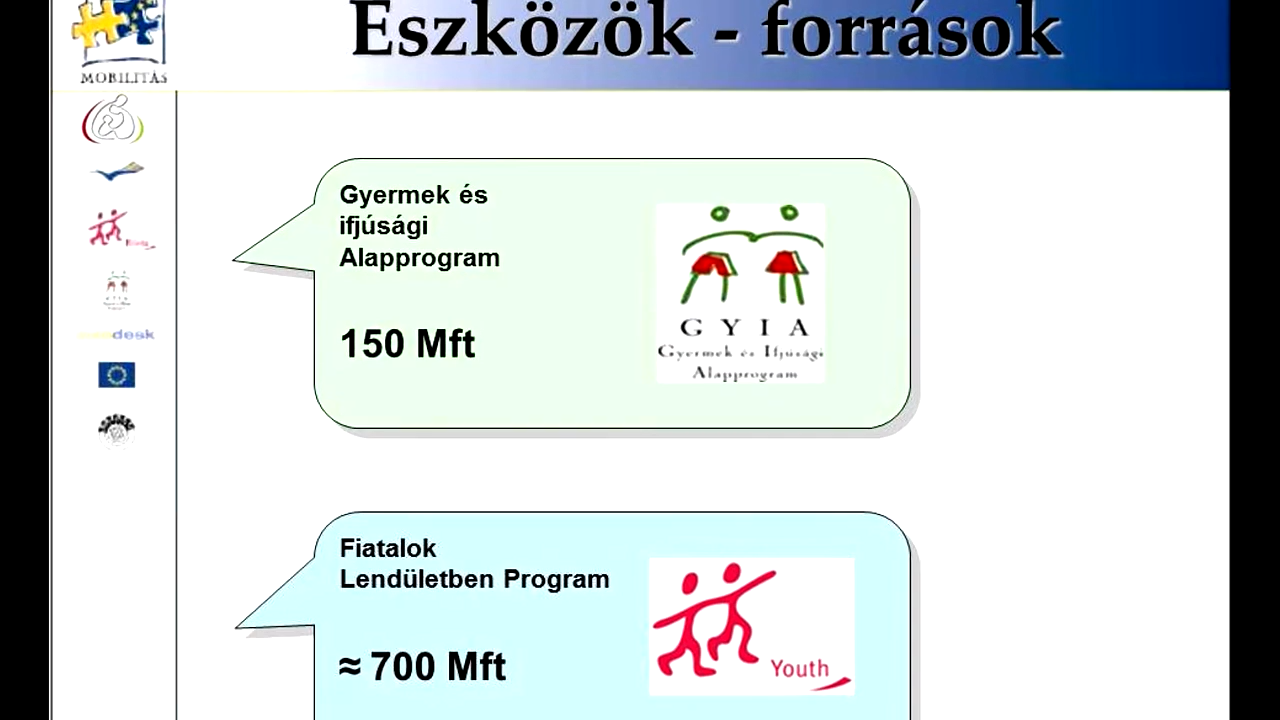 Eszközök - források
MOBILITÁS
desk
Gyermek és
ifjúsági
Alapprogram
150 Mft
G Y I A
Gyermek és Ifjúsági
Alapprogram
Fiatalok
Lendületben Program
≈ 700 Mft
Youth